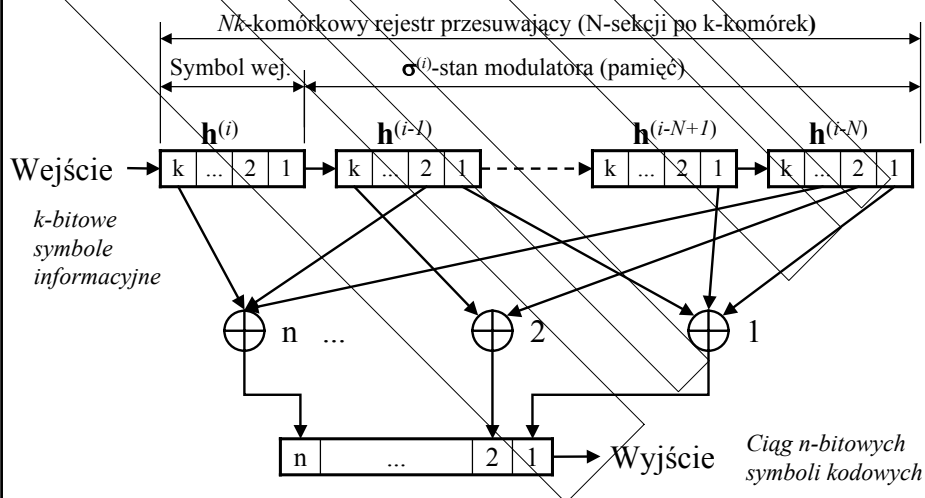 Nk-komórkowy rejestr przesuwający (N-sekcji po k-komórek)
Symbol wej. σ(i)-stan modulatora (pamięć)
h(i) h(i-1) h(i-N+1) h(i-N)
Wejście k ... 2 1 k ... 2 1 k ... 2 1 k ... 2 1
k-bitowe
symbole
informacyjne
n ... 2 1
n ... 2 1 Wyjście
Ciąg n-bitowych
symboli kodowych